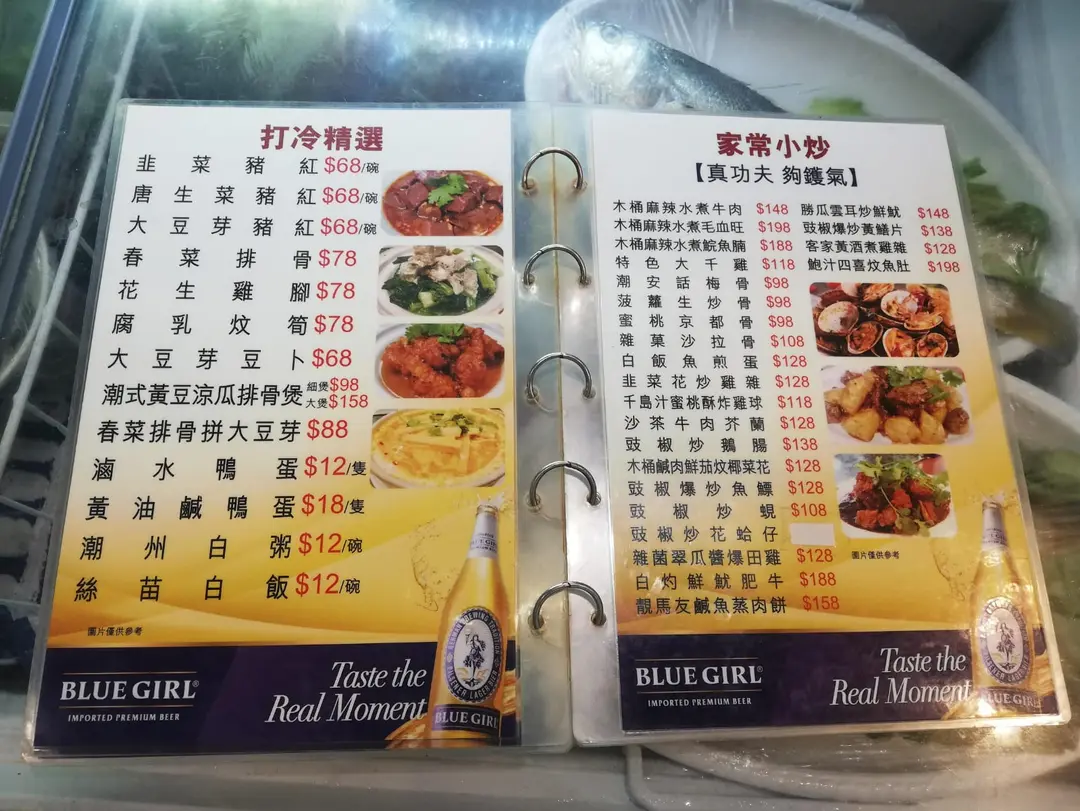 打冷精選
韭菜豬紅 $68/碗
唐生菜豬紅 $68/碗
大豆芽豬紅 $68/碗
春菜排骨 $78
花生雞腳 $78
腐乳炆筍 $78
大豆芽豆卜 $68
潮式黃豆涼瓜排骨煲 細煲$98 大煲$158
春菜排骨拼大豆芽 $88
滷水鴨蛋 $12/隻
黃油鹹鴨蛋 $18/隻
潮州白粥 $12/碗
絲苗白飯 $12/碗
圖片僅供參考
BLUE GIRL®
IMPORTED PREMIUM BEER
Taste the
Real Moment
BLUE GIRL
家常小炒
【真功夫 夠鑊氣】
木桶麻辣水煮牛肉 $148
木桶麻辣水煮毛血旺 $198
木桶麻辣水煮鯇魚腩 $188
特色大千雞 $118
潮安話梅骨 $98
菠蘿生炒骨 $98
蜜桃京都骨 $98
雜菓沙拉骨 $108
白飯魚煎蛋 $128
韭菜花炒雞雜 $128
千島汁蜜桃酥炸雞球 $118
沙茶牛肉芥蘭 $128
豉椒炒鵝腸 $138
木桶鹹肉鮮茄炆椰菜花 $128
豉椒爆炒魚鰾 $128
豉椒炒蜆 $108
豉椒炒花蛤仔
雜菌翠瓜醬爆田雞 $128
白灼鮮魷肥牛 $188
靚馬友鹹魚蒸肉餅 $158
勝瓜雲耳炒鮮魷 $148
豉椒爆炒黃鱔片 $138
客家黃酒煮雞雜 $128
鮑汁四喜炆魚肚 $198
圖片僅供參考
BLUE GIRL®
IMPORTED PREMIUM BEER
Taste the
Real Moment
BLUE GIRL